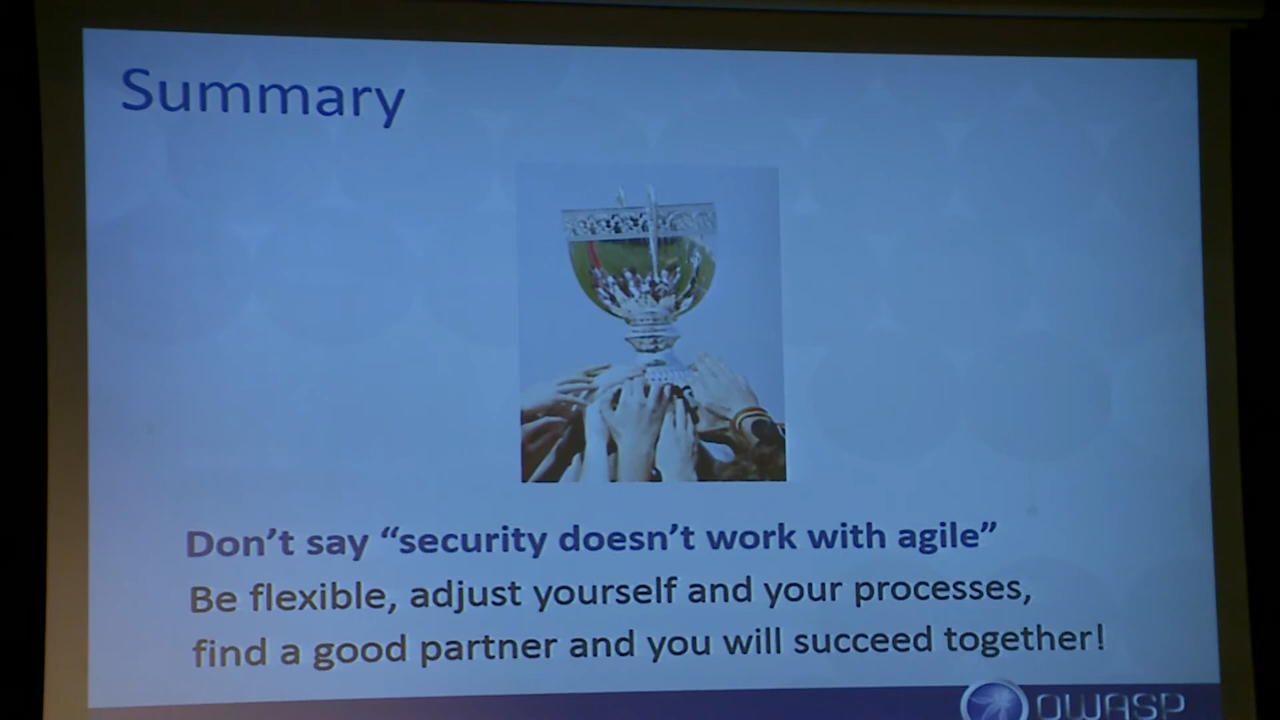 Summary
Don't say “security doesn't work with agile”
Be flexible, adjust yourself and your processes,
find a good partner and you will succeed together!
OWASP